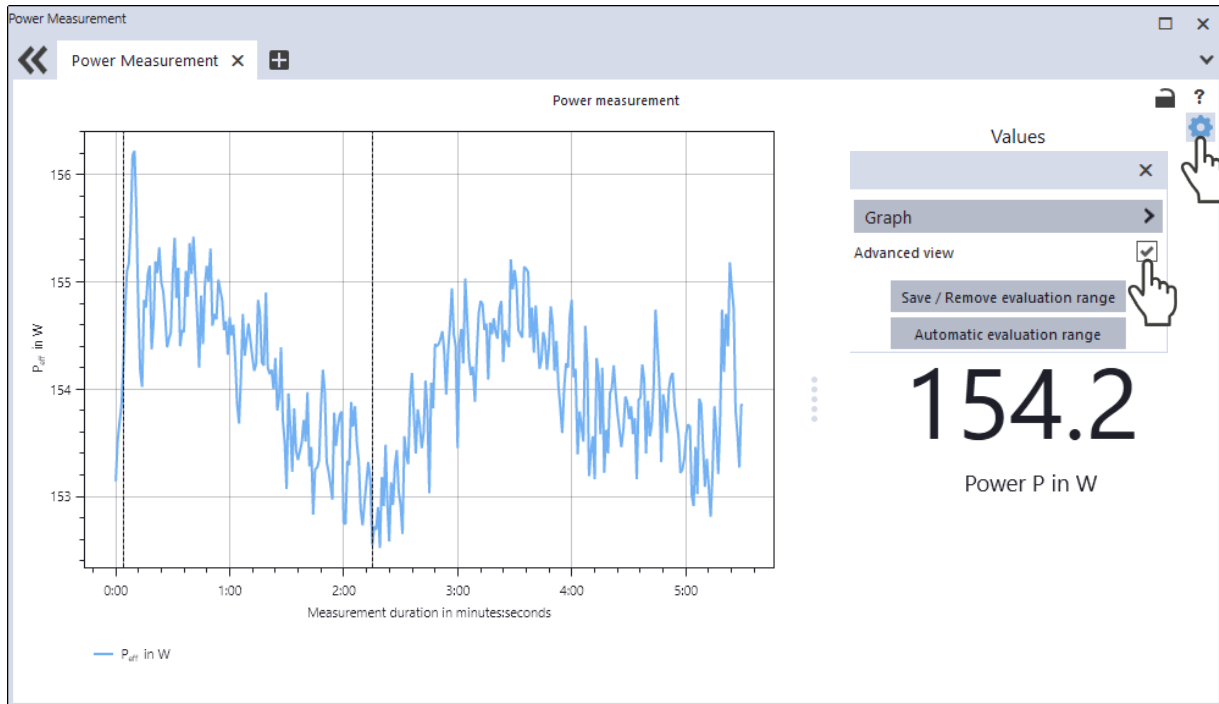 Power Measurement
Power Measurement
Power measurement
?
Values
Graph
Advanced view
Save / Remove evaluation range
Automatic evaluation range
154.2
Power P in W
156
155
154
153
Peff in W
0:00 1:00 2:00 3:00 4:00 5:00
Measurement duration in minutes:seconds
Peff in W